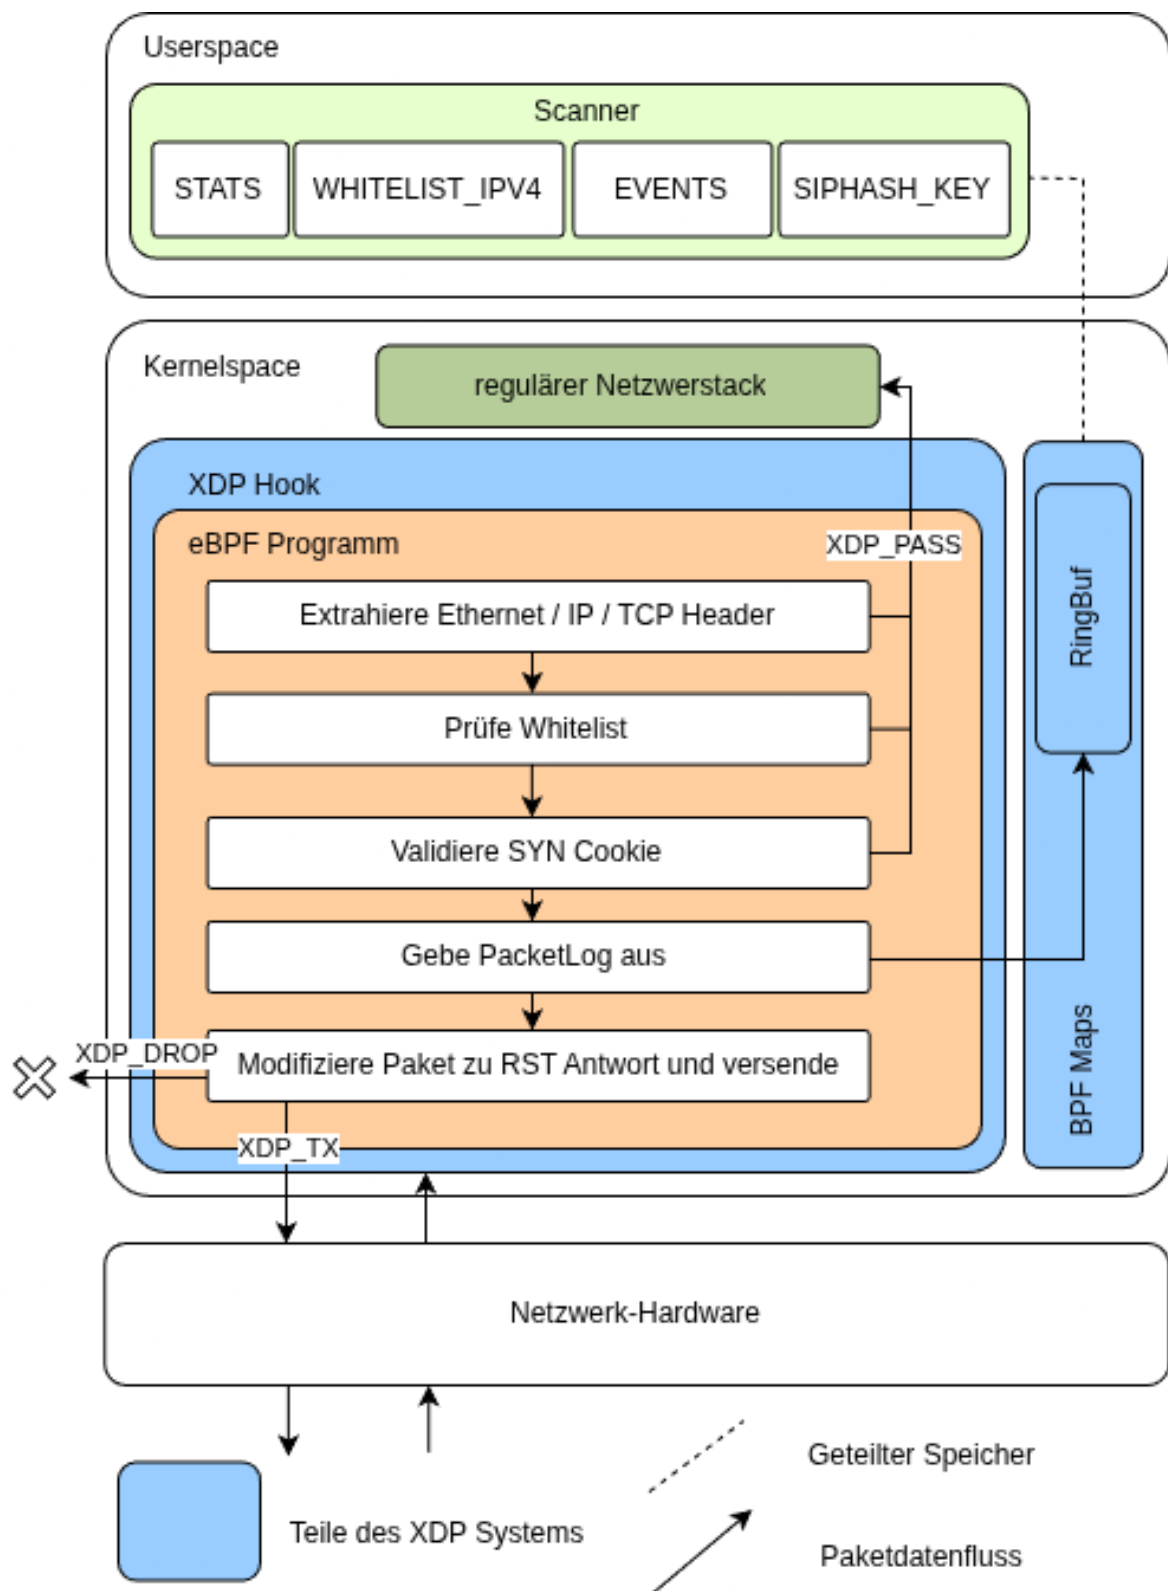 Userspace
Scanner
STATS
WHITELIST_IPV4
EVENTS
SIPHASH_KEY
Kernelspace
regulärer Netzwerstack
XDP Hook
eBPF Programm
XDP_PASS
Extrahiere Ethernet / IP / TCP Header
Prüfe Whitelist
Validiere SYN Cookie
Gebe PacketLog aus
Modifiziere Paket zu RST Antwort und versende
XDP_DROP
XDP_TX
RingBuf
BPF Maps
Netzwerk-Hardware
Geteilter Speicher
Teile des XDP Systems
Paketdatenfluss